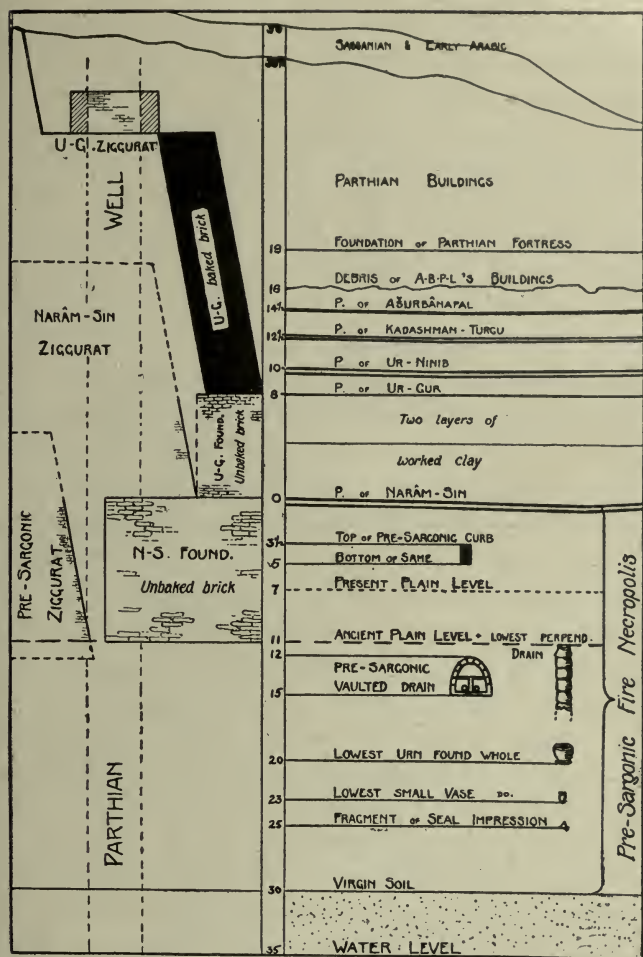 SASSANIAN & EARLY ARABIC
U-G. ZIGGURAT
WELL
PARTHIAN BUILDINGS
U-G. baked brick
19 FOUNDATION OF PARTHIAN FORTRESS
16 DEBRIS OF A-B-P-L'S BUILDINGS
P. OF AŠURBÂNAPAL
NARÂM-SIN
ZIGGURAT
P. OF KADASHMAN-TURGU
10 P. OF UR-NINIB
8 P. OF UR-GUR
U-G. FOUND.
Unbaked brick
Two layers of
worked clay
0 P. OF NARÂM-SIN
PRE-SARGONIC
ZIGGURAT
N-S. FOUND.
Unbaked brick
TOP OF PRE-SARGONIC CURB
5 BOTTOM OF SAME
7 PRESENT PLAIN LEVEL
11 ANCIENT PLAIN LEVEL + LOWEST PERPEND.
DRAIN
12
PRE-SARGONIC
15 VAULTED DRAIN
Pre-Sargonic Fire Necropolis
PARTHIAN
20 LOWEST URN FOUND WHOLE
23 LOWEST SMALL VASE DO.
25 FRAGMENT OF SEAL IMPRESSION
30 VIRGIN SOIL
35 WATER LEVEL